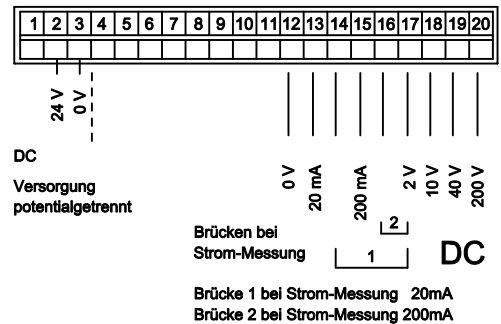 1 2 3 4 5 6 7 8 9 10 11 12 13 14 15 16 17 18 19 20
24 V
0 V
0 V
20 mA
200 mA
2 V
10 V
40 V
200 V
DC
Versorgung
potentialgetrennt
Brücken bei
Strom-Messung
2
1
DC
Brücke 1 bei Strom-Messung 20mA
Brücke 2 bei Strom-Messung 200mA